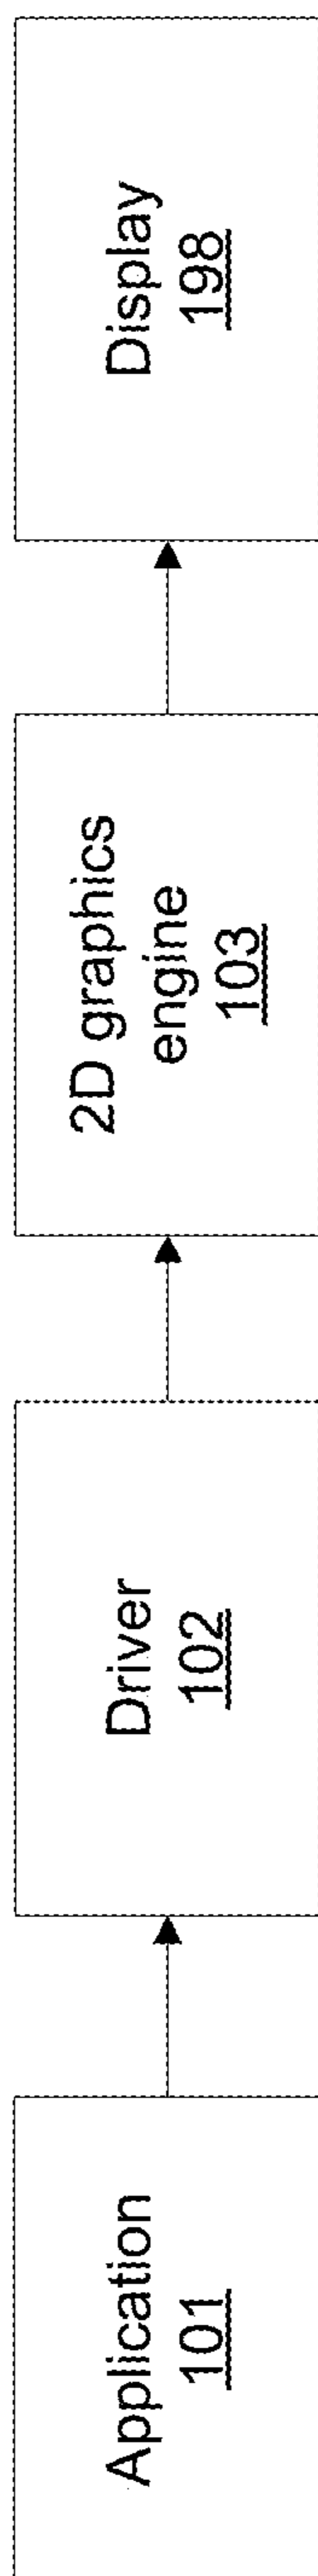 Application
101
Driver
102
2D graphics
engine
103
Display
198